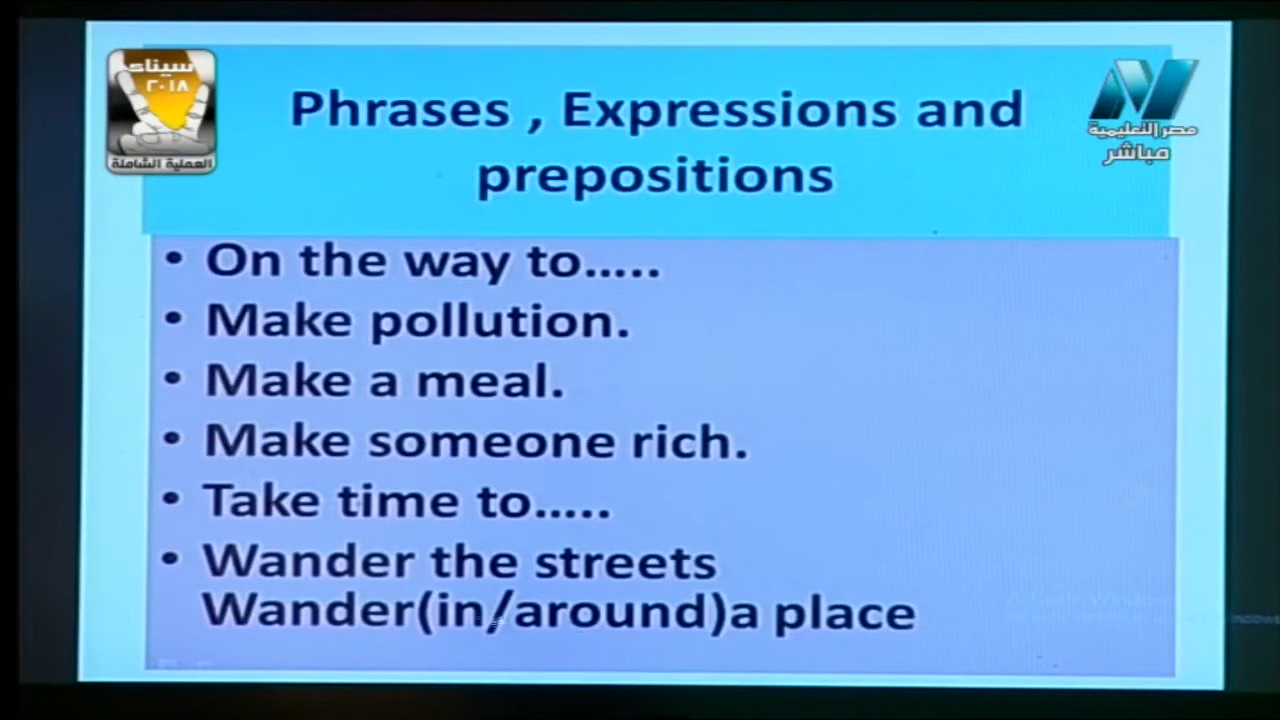 سيناء
٢٠١٨
العملية الشاملة
مصر التعليمية
مباشر
Phrases , Expressions and
prepositions
• On the way to.....
• Make pollution.
• Make a meal.
• Make someone rich.
• Take time to.....
• Wander the streets
Wander(in/around)a place